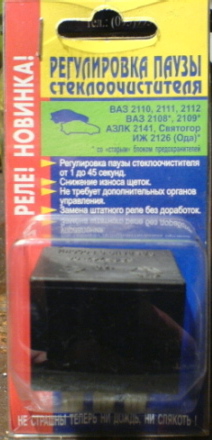 РЕГУЛИРОВКА ПАУЗЫ
СТЕКЛООЧИСТИТЕЛЯ
ВАЗ 2110, 2111, 2112
ВАЗ 2108*, 2109*
АЗЛК 2141, Святогор
ИЖ 2126 (Ода)*
* со «старым» блоком предохранителей
РЕЛЕ! НОВИНКА!
Регулировка паузы стеклоочистителя
от 1 до 45 секунд.
Снижение износа щеток.
Не требует дополнительных органов
управления.
Замена штатного реле без доработок.
НЕ СТРАШНЫ ТЕПЕРЬ НИ ДОЖДЬ, НИ СЛЯКОТЬ!